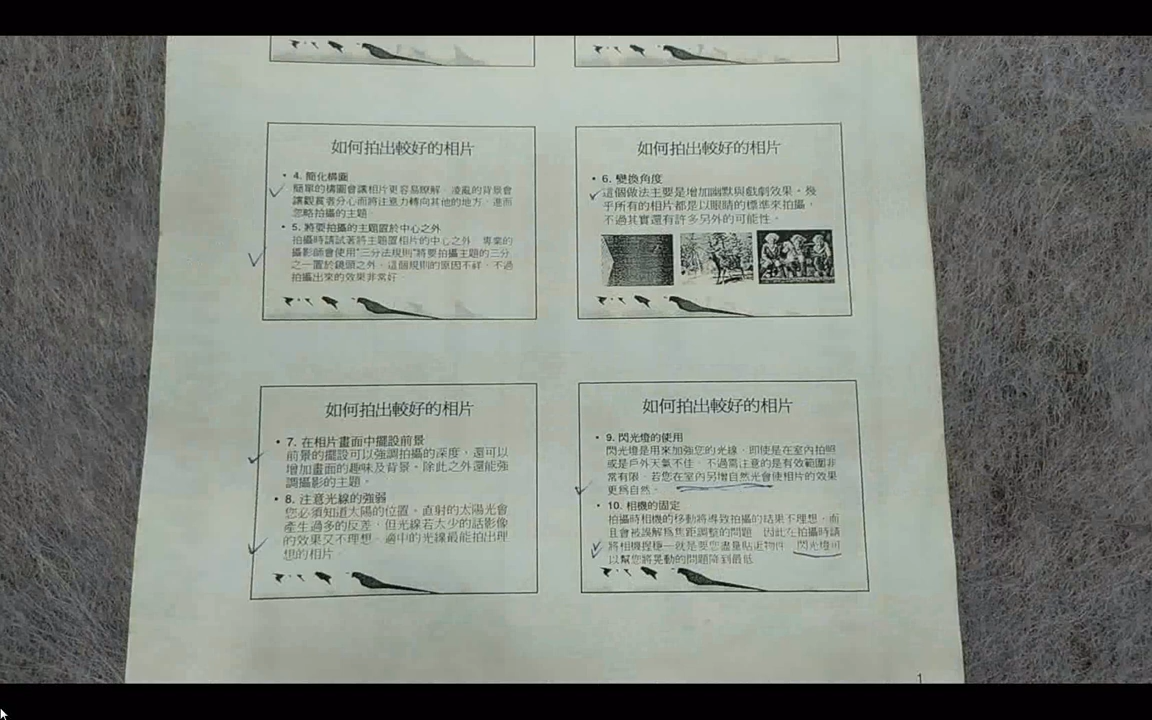 如何拍出較好的相片
• 4. 簡化構圖
簡單的構圖會讓相片更容易瞭解。淩亂的背景會
讓觀賞者分心而將注意力轉向其他的地方，進而
忽略拍攝的主題。
• 5. 將要拍攝的主題置於中心之外
拍攝時請試著將主題置相片的中心之外。專業的
攝影師會使用"三分法規則"將要拍攝主題的三分
之一置於鏡頭之外。這個規則的原因不詳，不過
拍攝出來的效果非常好
如何拍出較好的相片
• 6. 變換角度
這個做法主要是增加幽默與戲劇效果。幾
乎所有的相片都是以眼睛的標準來拍攝，
不過其實還有許多另外的可能性。
如何拍出較好的相片
• 7. 在相片畫面中擺設前景
前景的擺設可以強調拍攝的深度，還可以
增加畫面的趣味及背景。除此之外還能強
調攝影的主題。
• 8. 注意光線的強弱
您必須知道太陽的位置。直射的太陽光會
產生過多的反差，但光線若太少的話影像
的效果又不理想。適中的光線最能拍出理
想的相片。
如何拍出較好的相片
• 9. 閃光燈的使用
閃光燈是用來加強您的光線，即使是在室內拍照
或是戶外天氣不佳。不過需注意的是有效範圍非
常有限。若您在室內另增自然光會使相片的效果
更為自然。
• 10. 相機的固定
拍攝時相機的移動將導致拍攝的結果不理想，而
且會被誤解為焦距調整的問題。因此在拍攝時請
將相機握穩－就是要您盡量貼近物件。閃光燈可
以幫您將晃動的問題降到最低
1